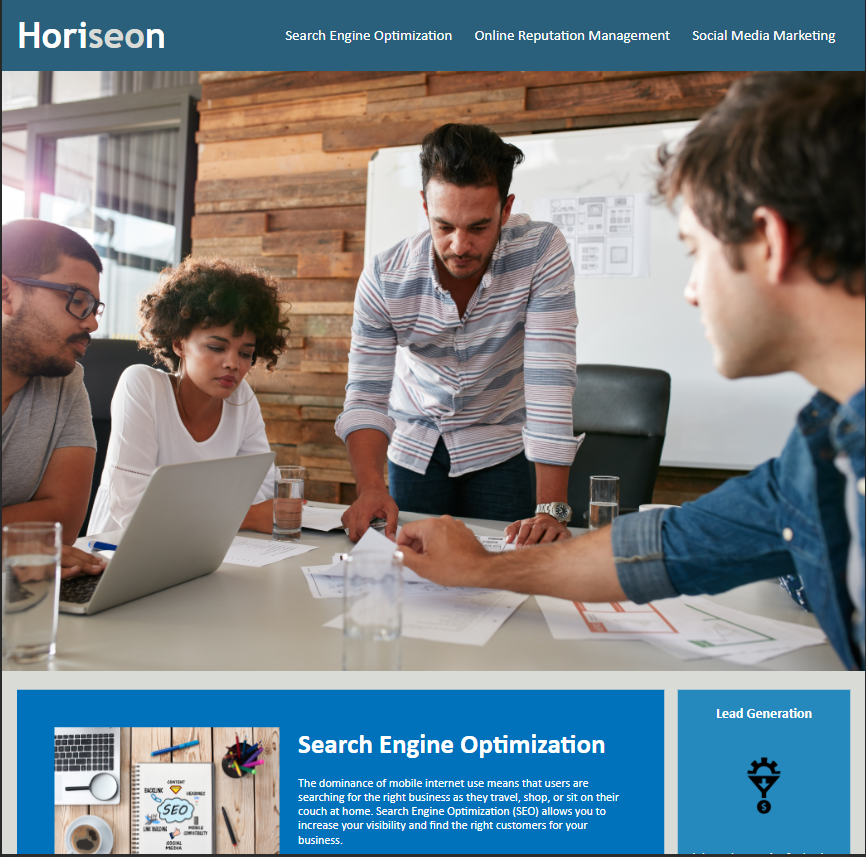 Horiseon
Search Engine Optimization
Online Reputation Management
Social Media Marketing
Search Engine Optimization
The dominance of mobile internet use means that users are
searching for the right business as they travel, shop, or sit on their
couch at home. Search Engine Optimization (SEO) allows you to
increase your visibility and find the right customers for your
business.
CONTENT
BACKLINK
HEADLINES
SEO
LINK BUILDING
MOBILE
COMPATIBILITY
SOCIAL
MEDIA
Lead Generation
$